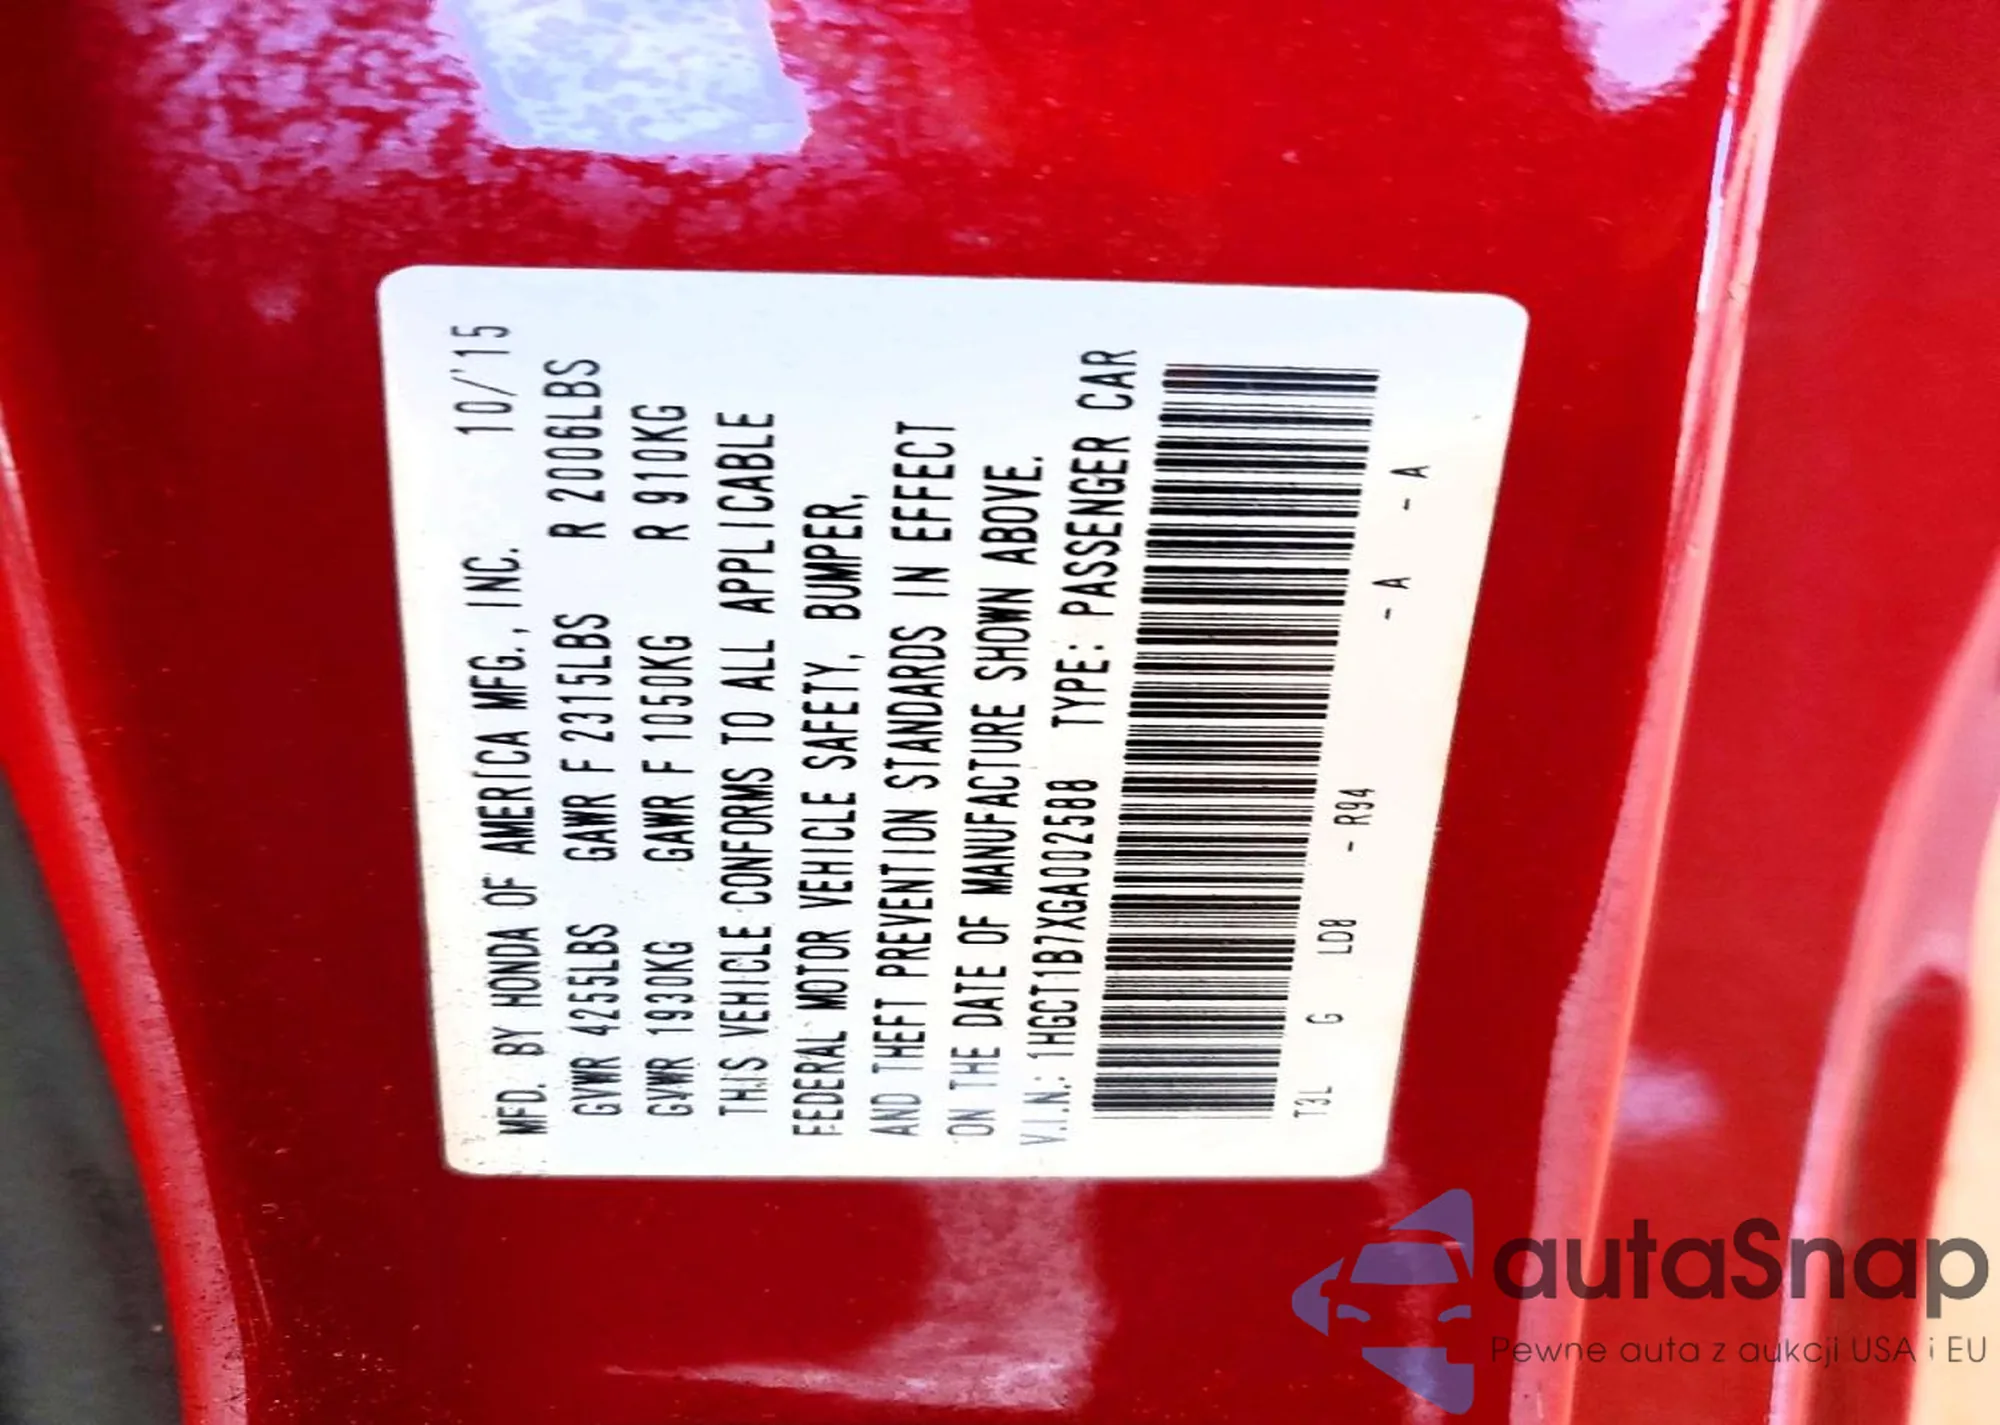 MFD. BY HONDA OF AMERICA MFG., INC. 10/'15
GVWR 4255LBS GAWR F 2315LBS R 2006LBS
GVWR 1930KG GAWR F 1050KG R 910KG
THIS VEHICLE CONFORMS TO ALL APPLICABLE
FEDERAL MOTOR VEHICLE SAFETY, BUMPER,
AND THEFT PREVENTION STANDARDS IN EFFECT
ON THE DATE OF MANUFACTURE SHOWN ABOVE.
V.I.N.: 1HGCT1B7XGA002588 TYPE: PASSENGER CAR
T3L G LD8 - R94 - A - A
autaSnap
Pewne auta z aukcji USA i EU